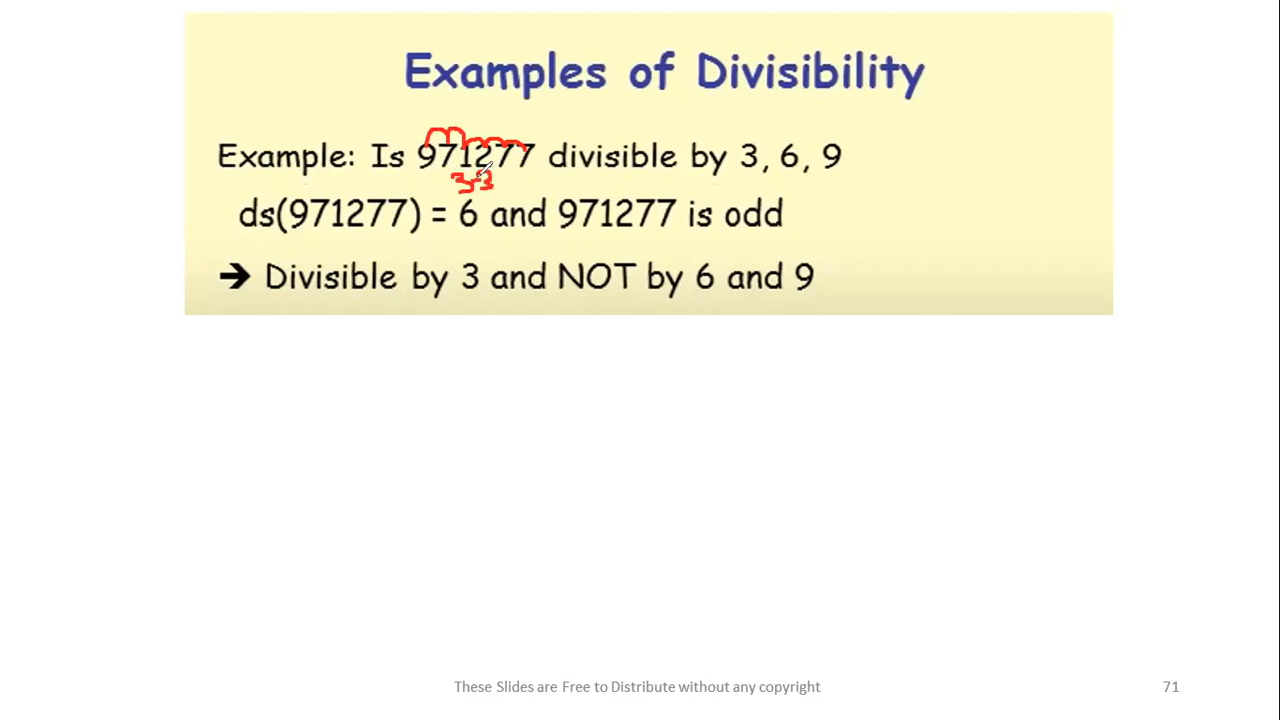 Examples of Divisibility
Example: Is 971277 divisible by 3, 6, 9
33
ds(971277) = 6 and 971277 is odd
➔ Divisible by 3 and NOT by 6 and 9
These Slides are Free to Distribute without any copyright
71